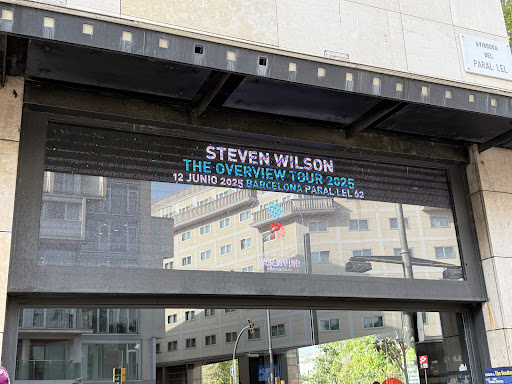 AVINGUDA
DEL
PARAL·LEL
STEVEN WILSON
THE OVERVIEW TOUR 2025
12 JUNIO 2025 BARCELONA PARAL·LEL 62